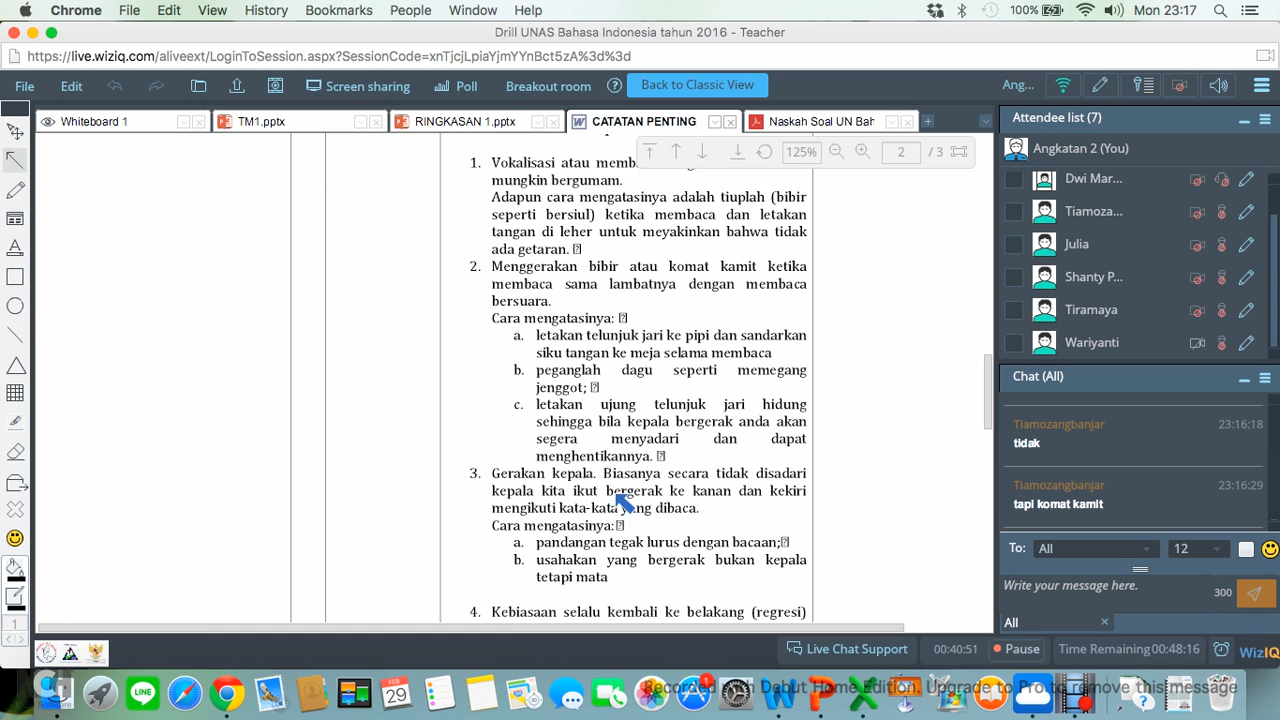 Chrome File Edit View History Bookmarks People Window Help 100% Mon 23:17
Drill UNAS Bahasa Indonesia tahun 2016 - Teacher
https://live.wiziq.com/aliveext/LoginToSession.aspx?SessionCode=xnTjcjLpiaYjmYYnBct5zA%3d%3d
File Edit Screen sharing Poll Breakout room Back to Classic View Ang...
Whiteboard 1 TM1.pptx RINGKASAN 1.pptx CATATAN PENTING Naskah Soal UN Bah
Attendee list (7)
125% 2 / 3
Angkatan 2 (You)
Dwi Mar...
Tiamoza...
Julia
Shanty P...
Tiramaya
Wariyanti
1. Vokalisasi atau memb
mungkin bergumam.
Adapun cara mengatasinya adalah tiuplah (bibir
seperti bersiul) ketika membaca dan letakan
tangan di leher untuk meyakinkan bahwa tidak
ada getaran.
2. Menggerakan bibir atau komat kamit ketika
membaca sama lambatnya dengan membaca
bersuara.
Cara mengatasinya:
a. letakan telunjuk jari ke pipi dan sandarkan
siku tangan ke meja selama membaca
b. peganglah dagu seperti memegang
jenggot;
c. letakan ujung telunjuk jari hidung
sehingga bila kepala bergerak anda akan
segera menyadari dan dapat
menghentikannya.
3. Gerakan kepala. Biasanya secara tidak disadari
kepala kita ikut bergerak ke kanan dan kekiri
mengikuti kata-kata yang dibaca.
Cara mengatasinya:
a. pandangan tegak lurus dengan bacaan;
b. usahakan yang bergerak bukan kepala
tetapi mata
4. Kebiasaan selalu kembali ke belakang (regresi)
Chat (All)
Tiamozangbanjar 23:16:18
tidak
Tiamozangbanjar 23:16:29
tapi komat kamit
To: All 12
Write your message here. 300
All
1
Live Chat Support 00:40:51 Pause Time Remaining 00:48:16 WizIQ
FEB
29
LINE
Recorded with Debut Home Edition. Upgrade to Pro to remove this message